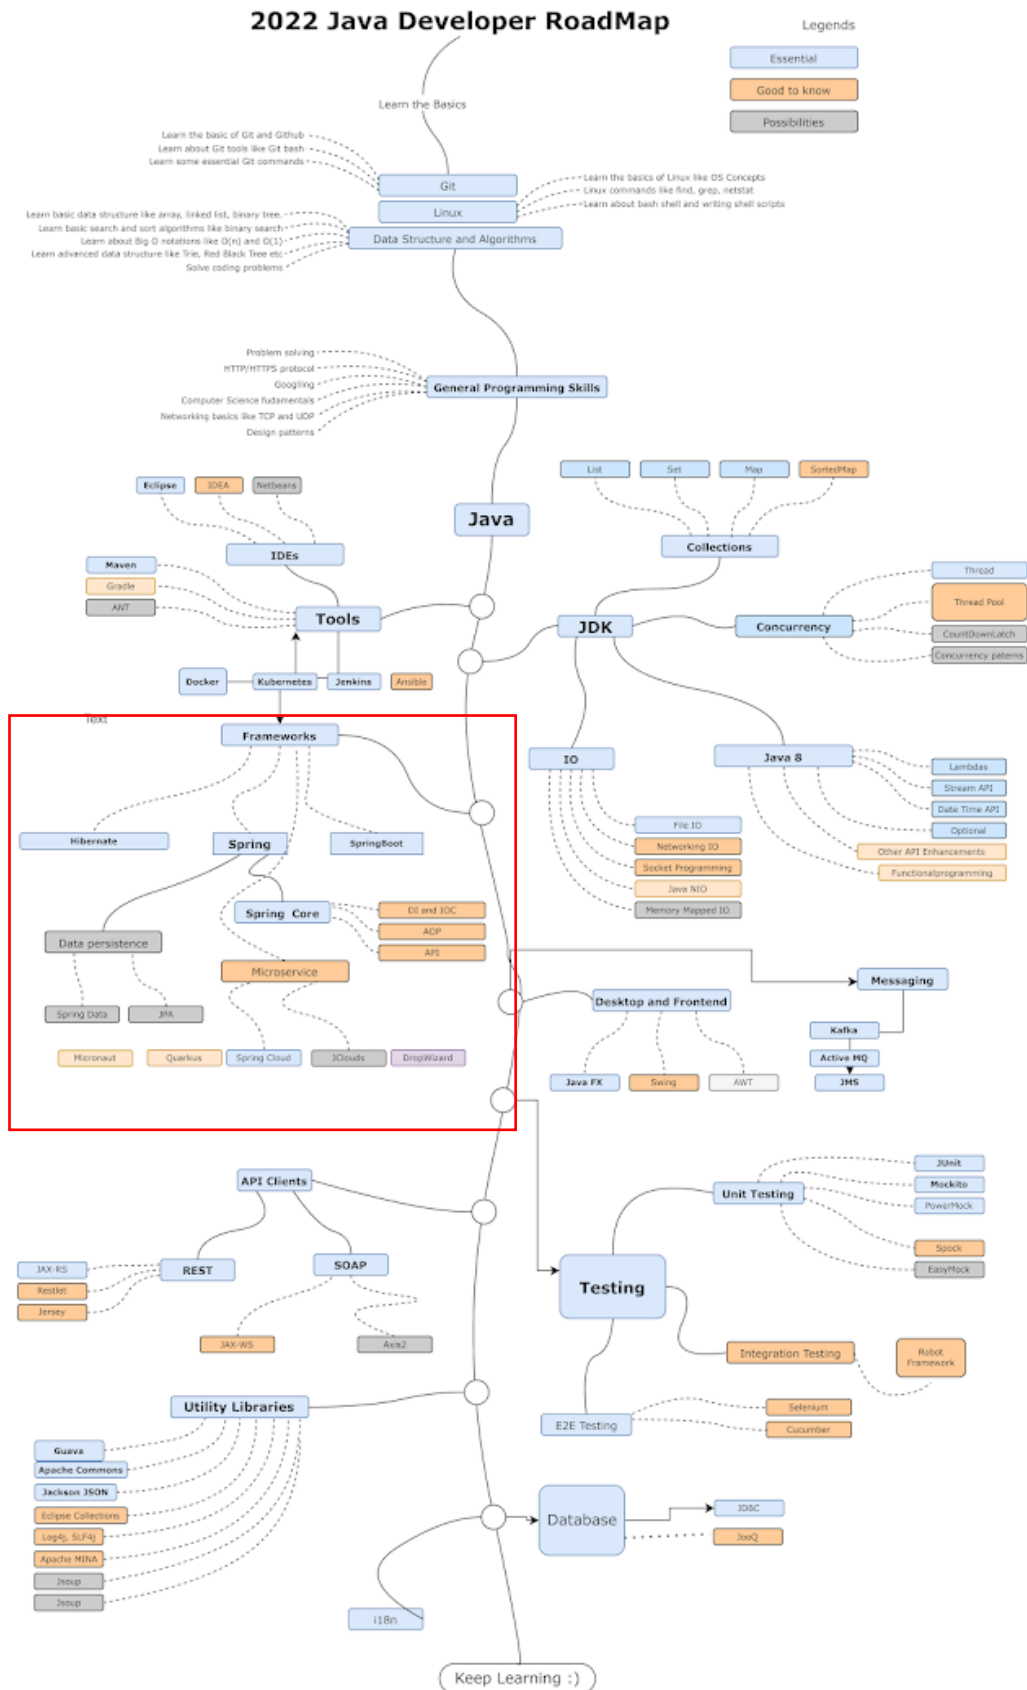 2022 Java Developer RoadMap
Legends
Essential
Good to know
Possibilities
Learn the Basics
Learn the basic of Git and Github
Learn about Git tools like Git bash
Learn some essential Git commands
Git
Learn the basics of Linux like OS Concepts
Linux commands like find, grep, netstat
Learn about bash shell and writing shell scripts
Linux
Learn basic data structure like array, linked list, binary tree.
Learn basic search and sort algorithms like binary search
Learn about Big O notations like O(n) and O(1)
Learn advanced data structure like Trie, Red Black Tree etc
Solve coding problems
Data Structure and Algorithms
Problem solving
HTTP/HTTPS protocol
Googling
Computer Science fudamentals
Networking basics like TCP and UDP
Design patterns
General Programming Skills
Java
Eclipse
IDEA
Netbeans
IDEs
Maven
Gradle
ANT
Tools
Docker
Kubernetes
Jenkins
Ansible
List
Set
Map
SortedMap
Collections
JDK
Concurrency
Thread
Thread Pool
CountDownLatch
Concurrency paterns
IO
File IO
Networking IO
Socket Programming
Java NIO
Memory Mapped IO
Java 8
Lambdas
Stream API
Date Time API
Optional
Other API Enhancements
Functionalprogramming
Text
Frameworks
Hibernate
Spring
SpringBoot
Spring Core
DI and IOC
AOP
API
Data persistence
Microservice
Spring Data
JPA
Micronaut
Quarkus
Spring Cloud
JClouds
DropWizard
Messaging
Kafka
Active MQ
JMS
Desktop and Frontend
Java FX
Swing
AWT
API Clients
REST
SOAP
JAX-RS
Restlet
Jersey
JAX-WS
Axis2
Unit Testing
JUnit
Mockito
PowerMock
Spock
EasyMock
Testing
Integration Testing
Robot
Framework
E2E Testing
Selenium
Cucumber
Utility Libraries
Guava
Apache Commons
Jackson JSON
Eclipse Collections
Log4j, SLF4j
Apache MINA
Jsoup
Jsoup
Database
JDBC
JooQ
i18n
Keep Learning :)